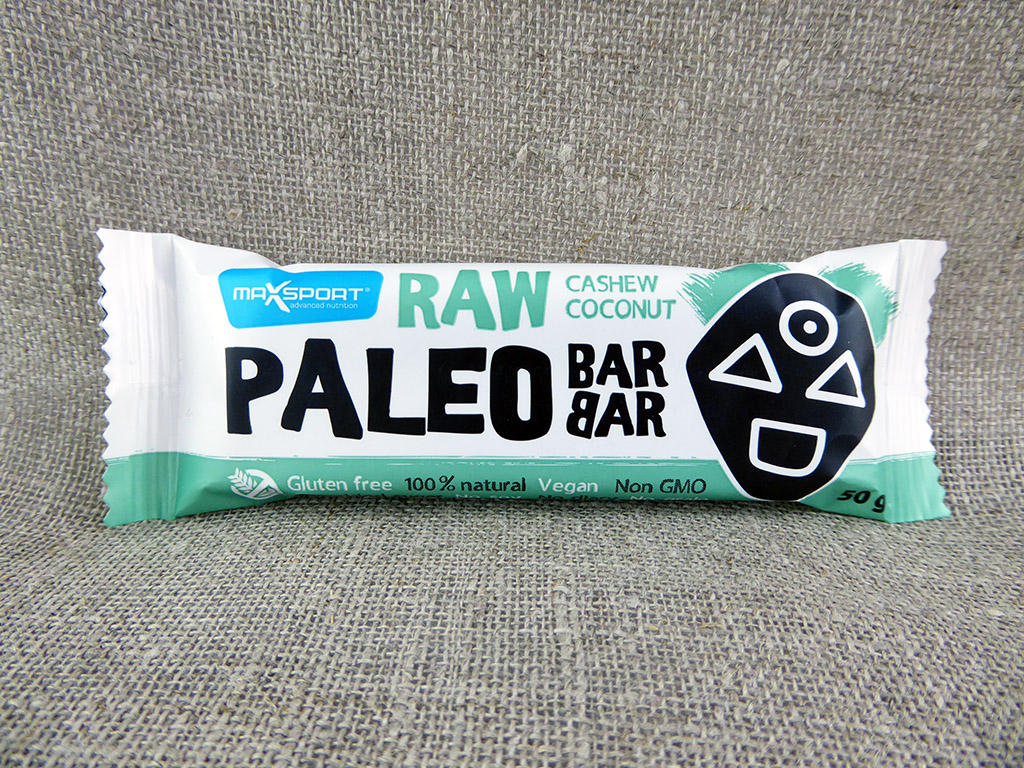 MAXSPORT®
advanced nutrition
RAW
CASHEW
COCONUT
PALEO
BAR
BAR
Gluten free 100% natural Vegan Non GMO
50 g